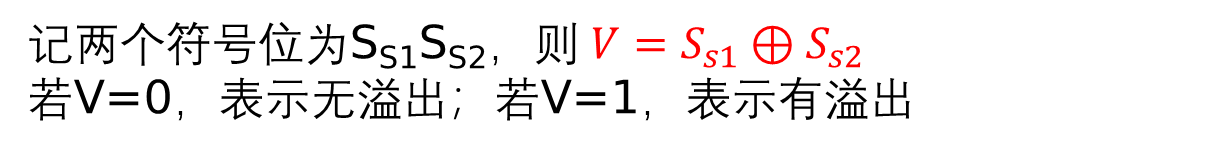 记两个符号位为SS1SS2，则 V = Ss1 ⊕ Ss2
若V=0，表示无溢出；若V=1，表示有溢出